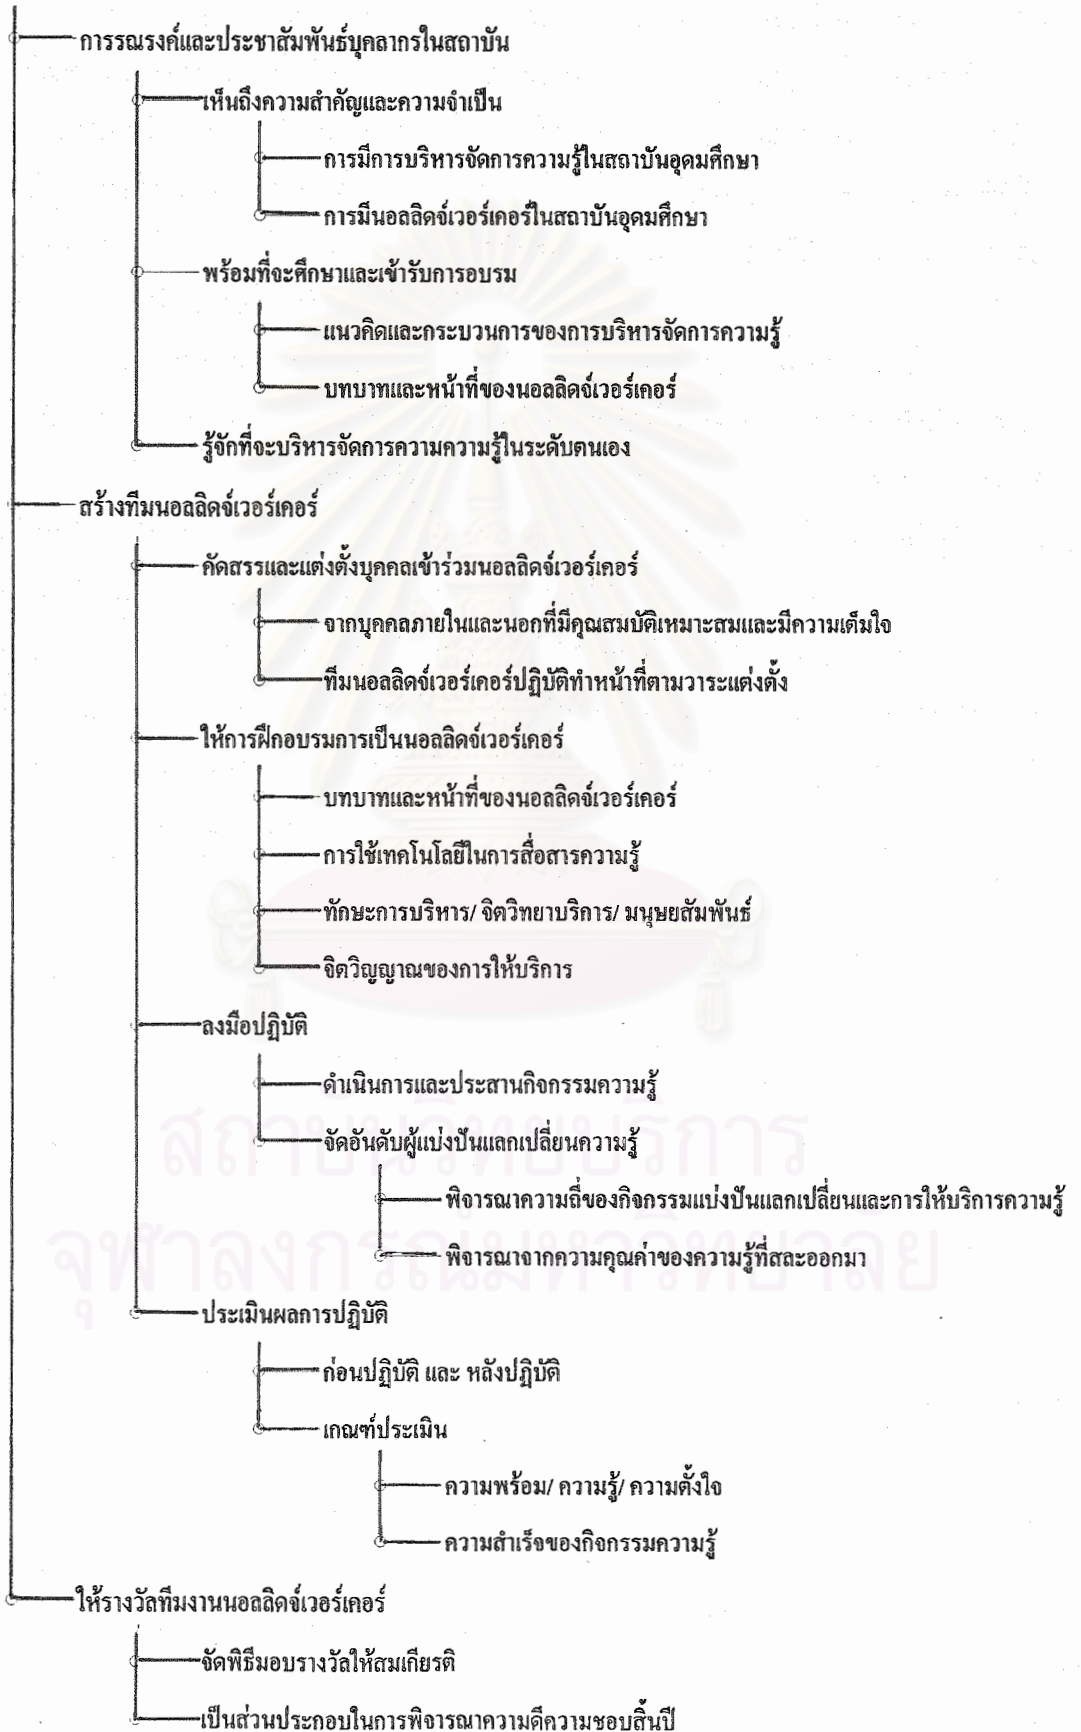 การรณรงค์และประชาสัมพันธ์บุคลากรในสถาบัน
เห็นถึงความสำคัญและความจำเป็น
การมีการบริหารจัดการความรู้ในสถาบันอุดมศึกษา
การมีนอลลิดจ์เวอร์เคอร์ในสถาบันอุดมศึกษา
พร้อมที่จะศึกษาและเข้ารับการอบรม
แนวคิดและกระบวนการของการบริหารจัดการความรู้
บทบาทและหน้าที่ของนอลลิดจ์เวอร์เคอร์
รู้จักที่จะบริหารจัดการความความรู้ในระดับตนเอง
สร้างทีมนอลลิดจ์เวอร์เคอร์
คัดสรรและแต่งตั้งบุคคลเข้าร่วมนอลลิดจ์เวอร์เคอร์
จากบุคคลภายในและนอกที่มีคุณสมบัติเหมาะสมและมีความเต็มใจ
ทีมนอลลิดจ์เวอร์เคอร์ปฏิบัติทำหน้าที่ตามวาระแต่งตั้ง
ให้การฝึกอบรมการเป็นนอลลิดจ์เวอร์เคอร์
บทบาทและหน้าที่ของนอลลิดจ์เวอร์เคอร์
การใช้เทคโนโลยีในการสื่อสารความรู้
ทักษะการบริหาร/ จิตวิทยาบริการ/ มนุษยสัมพันธ์
จิตวิญญาณของการให้บริการ
ลงมือปฏิบัติ
ดำเนินการและประสานกิจกรรมความรู้
จัดอันดับผู้แบ่งปันแลกเปลี่ยนความรู้
สถาบันวิทยบริการ
พิจารณาความถี่ของกิจกรรมแบ่งปันแลกเปลี่ยนและการให้บริการความรู้
พิจารณาจากความคุณค่าของความรู้ที่สละออกมา
จุฬาลงกรณ์มหาวิทยาลัย
ประเมินผลการปฏิบัติ
ก่อนปฏิบัติ และ หลังปฏิบัติ
เกณฑ์ประเมิน
ความพร้อม/ ความรู้/ ความตั้งใจ
ความสำเร็จของกิจกรรมความรู้
ให้รางวัลทีมงานนอลลิดจ์เวอร์เคอร์
จัดพิธีมอบรางวัลให้สมเกียรติ
เป็นส่วนประกอบในการพิจารณาความดีความชอบสิ้นปี